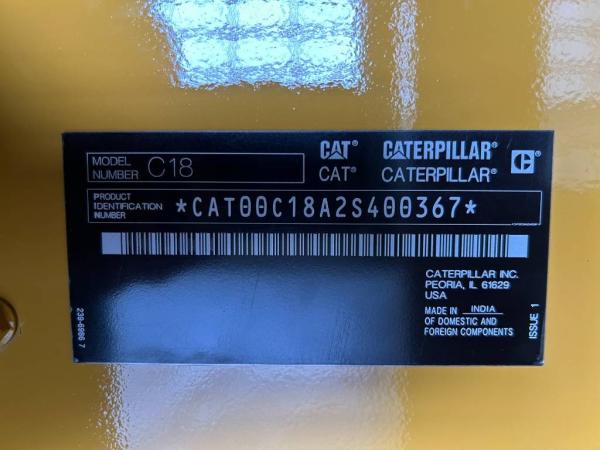 MODEL NUMBER C18
CAT CATERPILLAR C
CAT CATERPILLAR
PRODUCT IDENTIFICATION NUMBER *CAT00C18A2S400367*
CATERPILLAR INC.
PEORIA, IL 61629
USA
MADE IN INDIA
OF DOMESTIC AND
FOREIGN COMPONENTS
239-6986 7
ISSUE 1